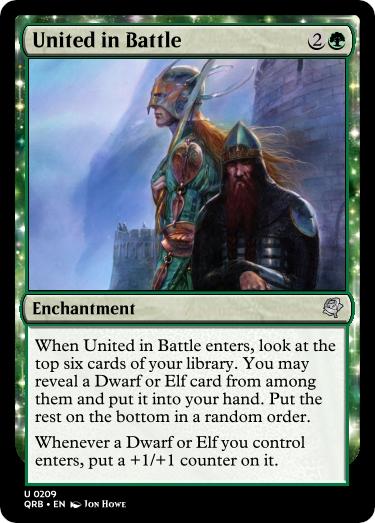 United in Battle 2
Enchantment
When United in Battle enters, look at the
top six cards of your library. You may
reveal a Dwarf or Elf card from among
them and put it into your hand. Put the
rest on the bottom in a random order.
Whenever a Dwarf or Elf you control
enters, put a +1/+1 counter on it.
U 0209
QRB • EN Jon Howe